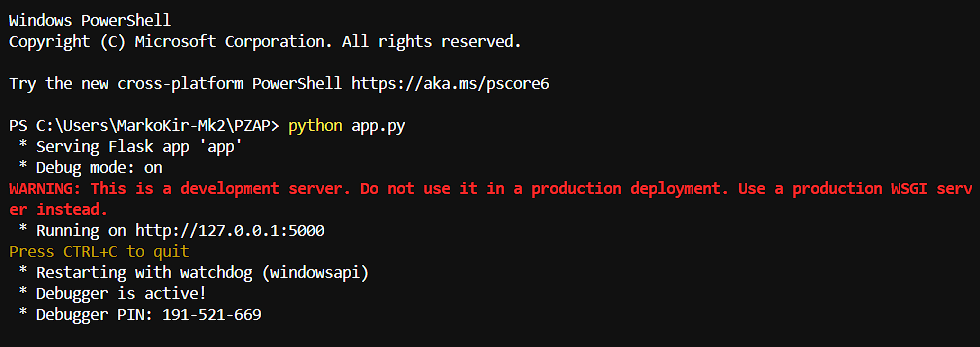 Windows PowerShell
Copyright (C) Microsoft Corporation. All rights reserved.
Try the new cross-platform PowerShell https://aka.ms/pscore6
PS C:\Users\MarkoKir-Mk2\PZAP> python app.py
 * Serving Flask app 'app'
 * Debug mode: on
WARNING: This is a development server. Do not use it in a production deployment. Use a production WSGI serv
er instead.
 * Running on http://127.0.0.1:5000
Press CTRL+C to quit
 * Restarting with watchdog (windowsapi)
 * Debugger is active!
 * Debugger PIN: 191-521-669